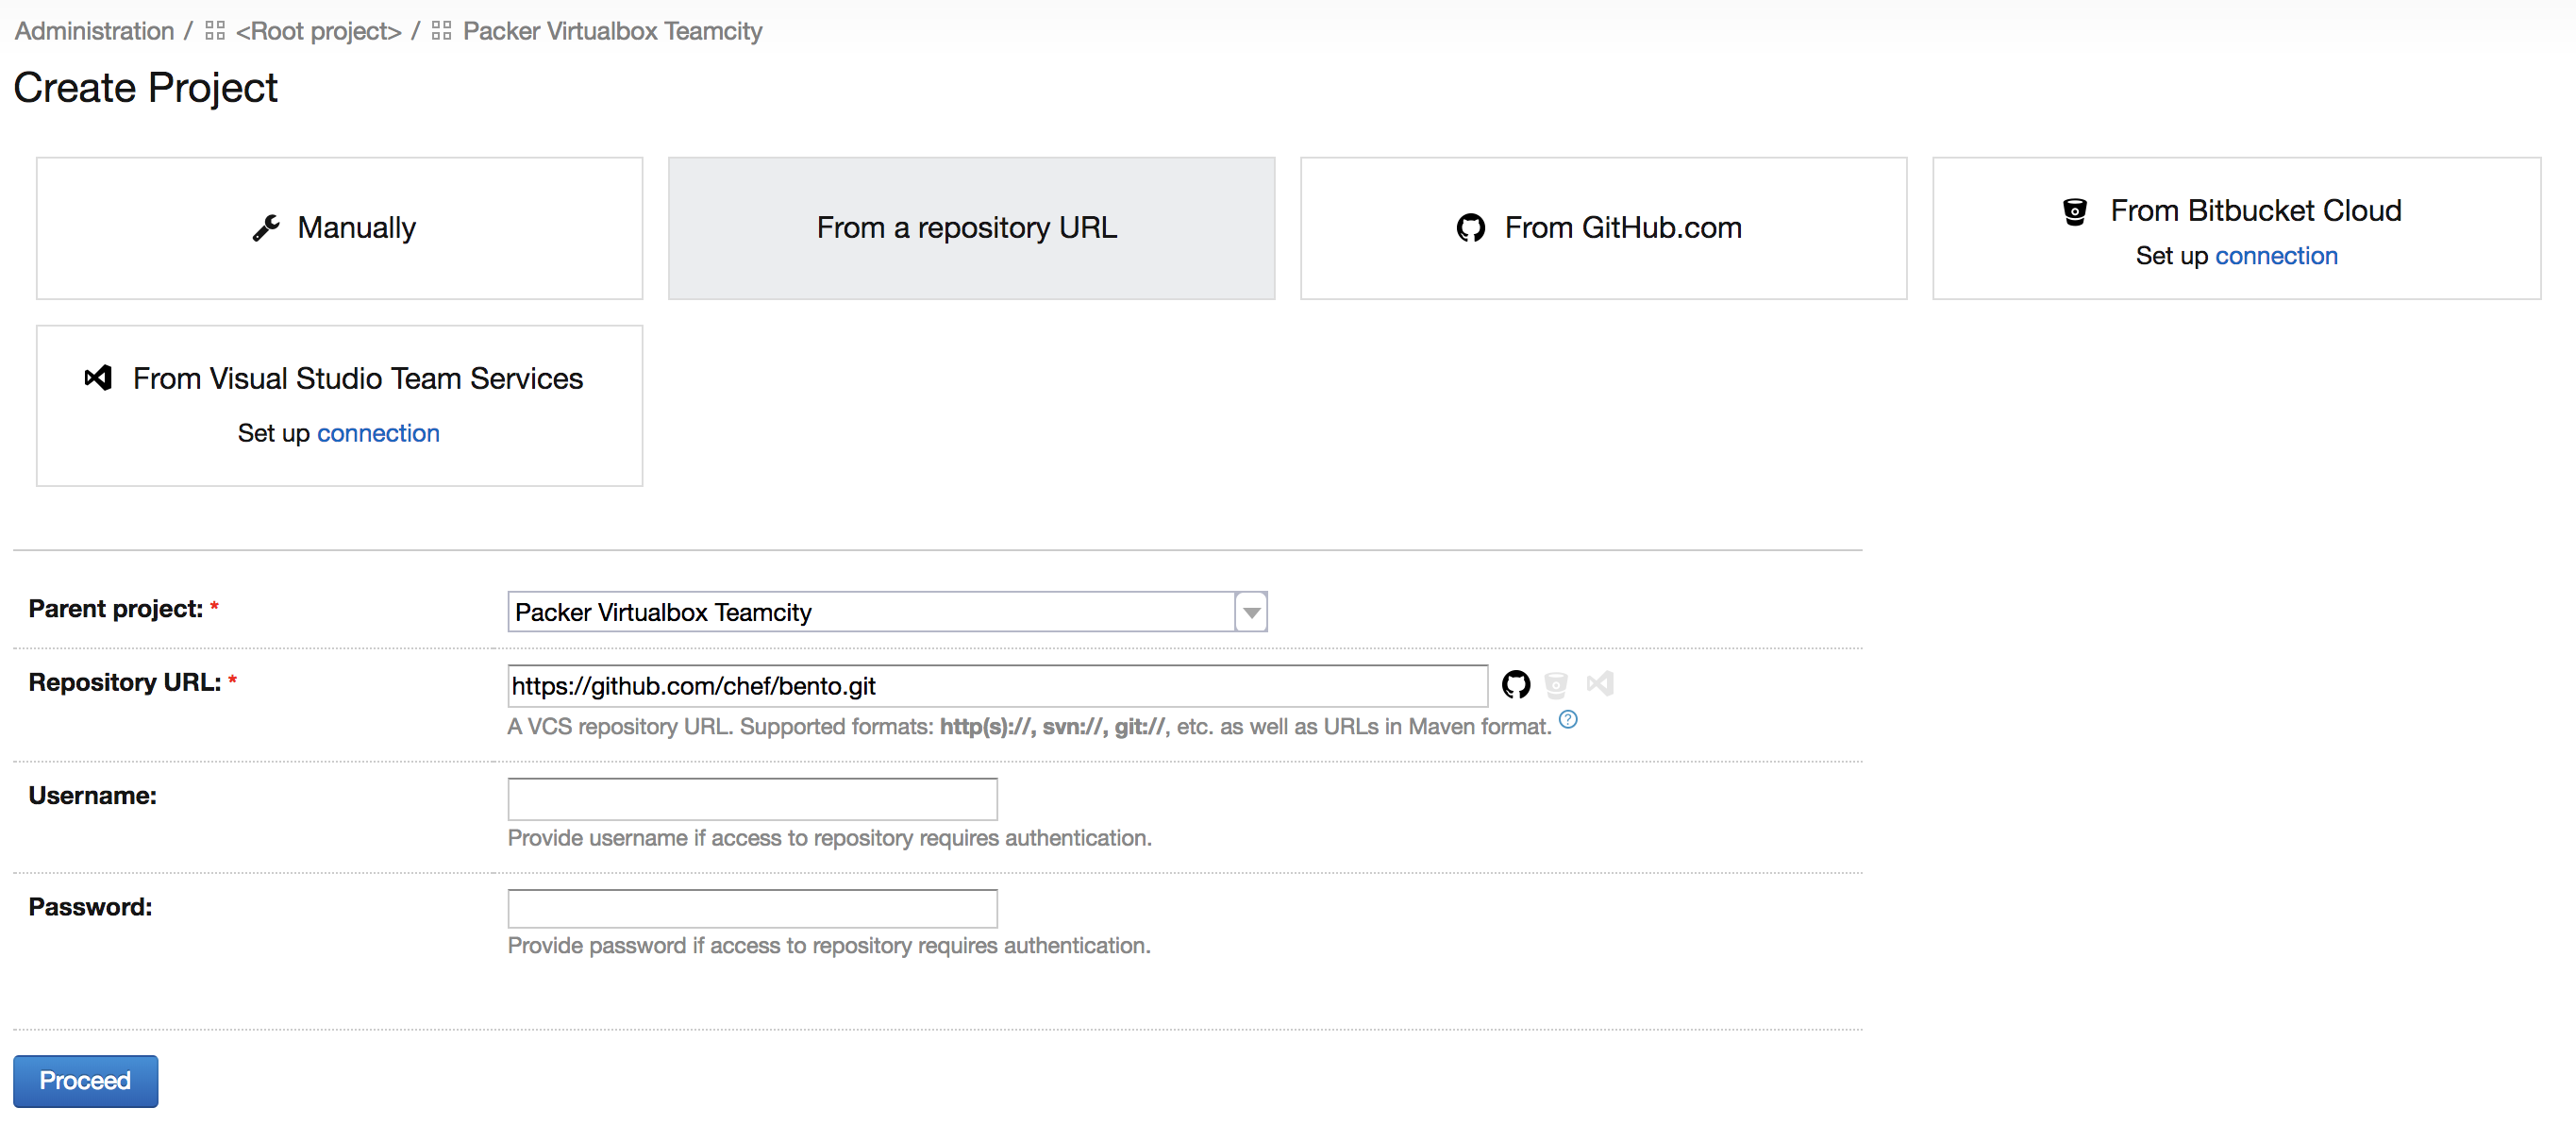 Administration / <Root project> / Packer Virtualbox Teamcity
Create Project
Manually
From a repository URL
From GitHub.com
From Bitbucket Cloud
Set up connection
From Visual Studio Team Services
Set up connection
Parent project: *
Packer Virtualbox Teamcity
Repository URL: *
https://github.com/chef/bento.git
A VCS repository URL. Supported formats: http(s)://, svn://, git://, etc. as well as URLs in Maven format. ?
Username:
Provide username if access to repository requires authentication.
Password:
Provide password if access to repository requires authentication.
Proceed